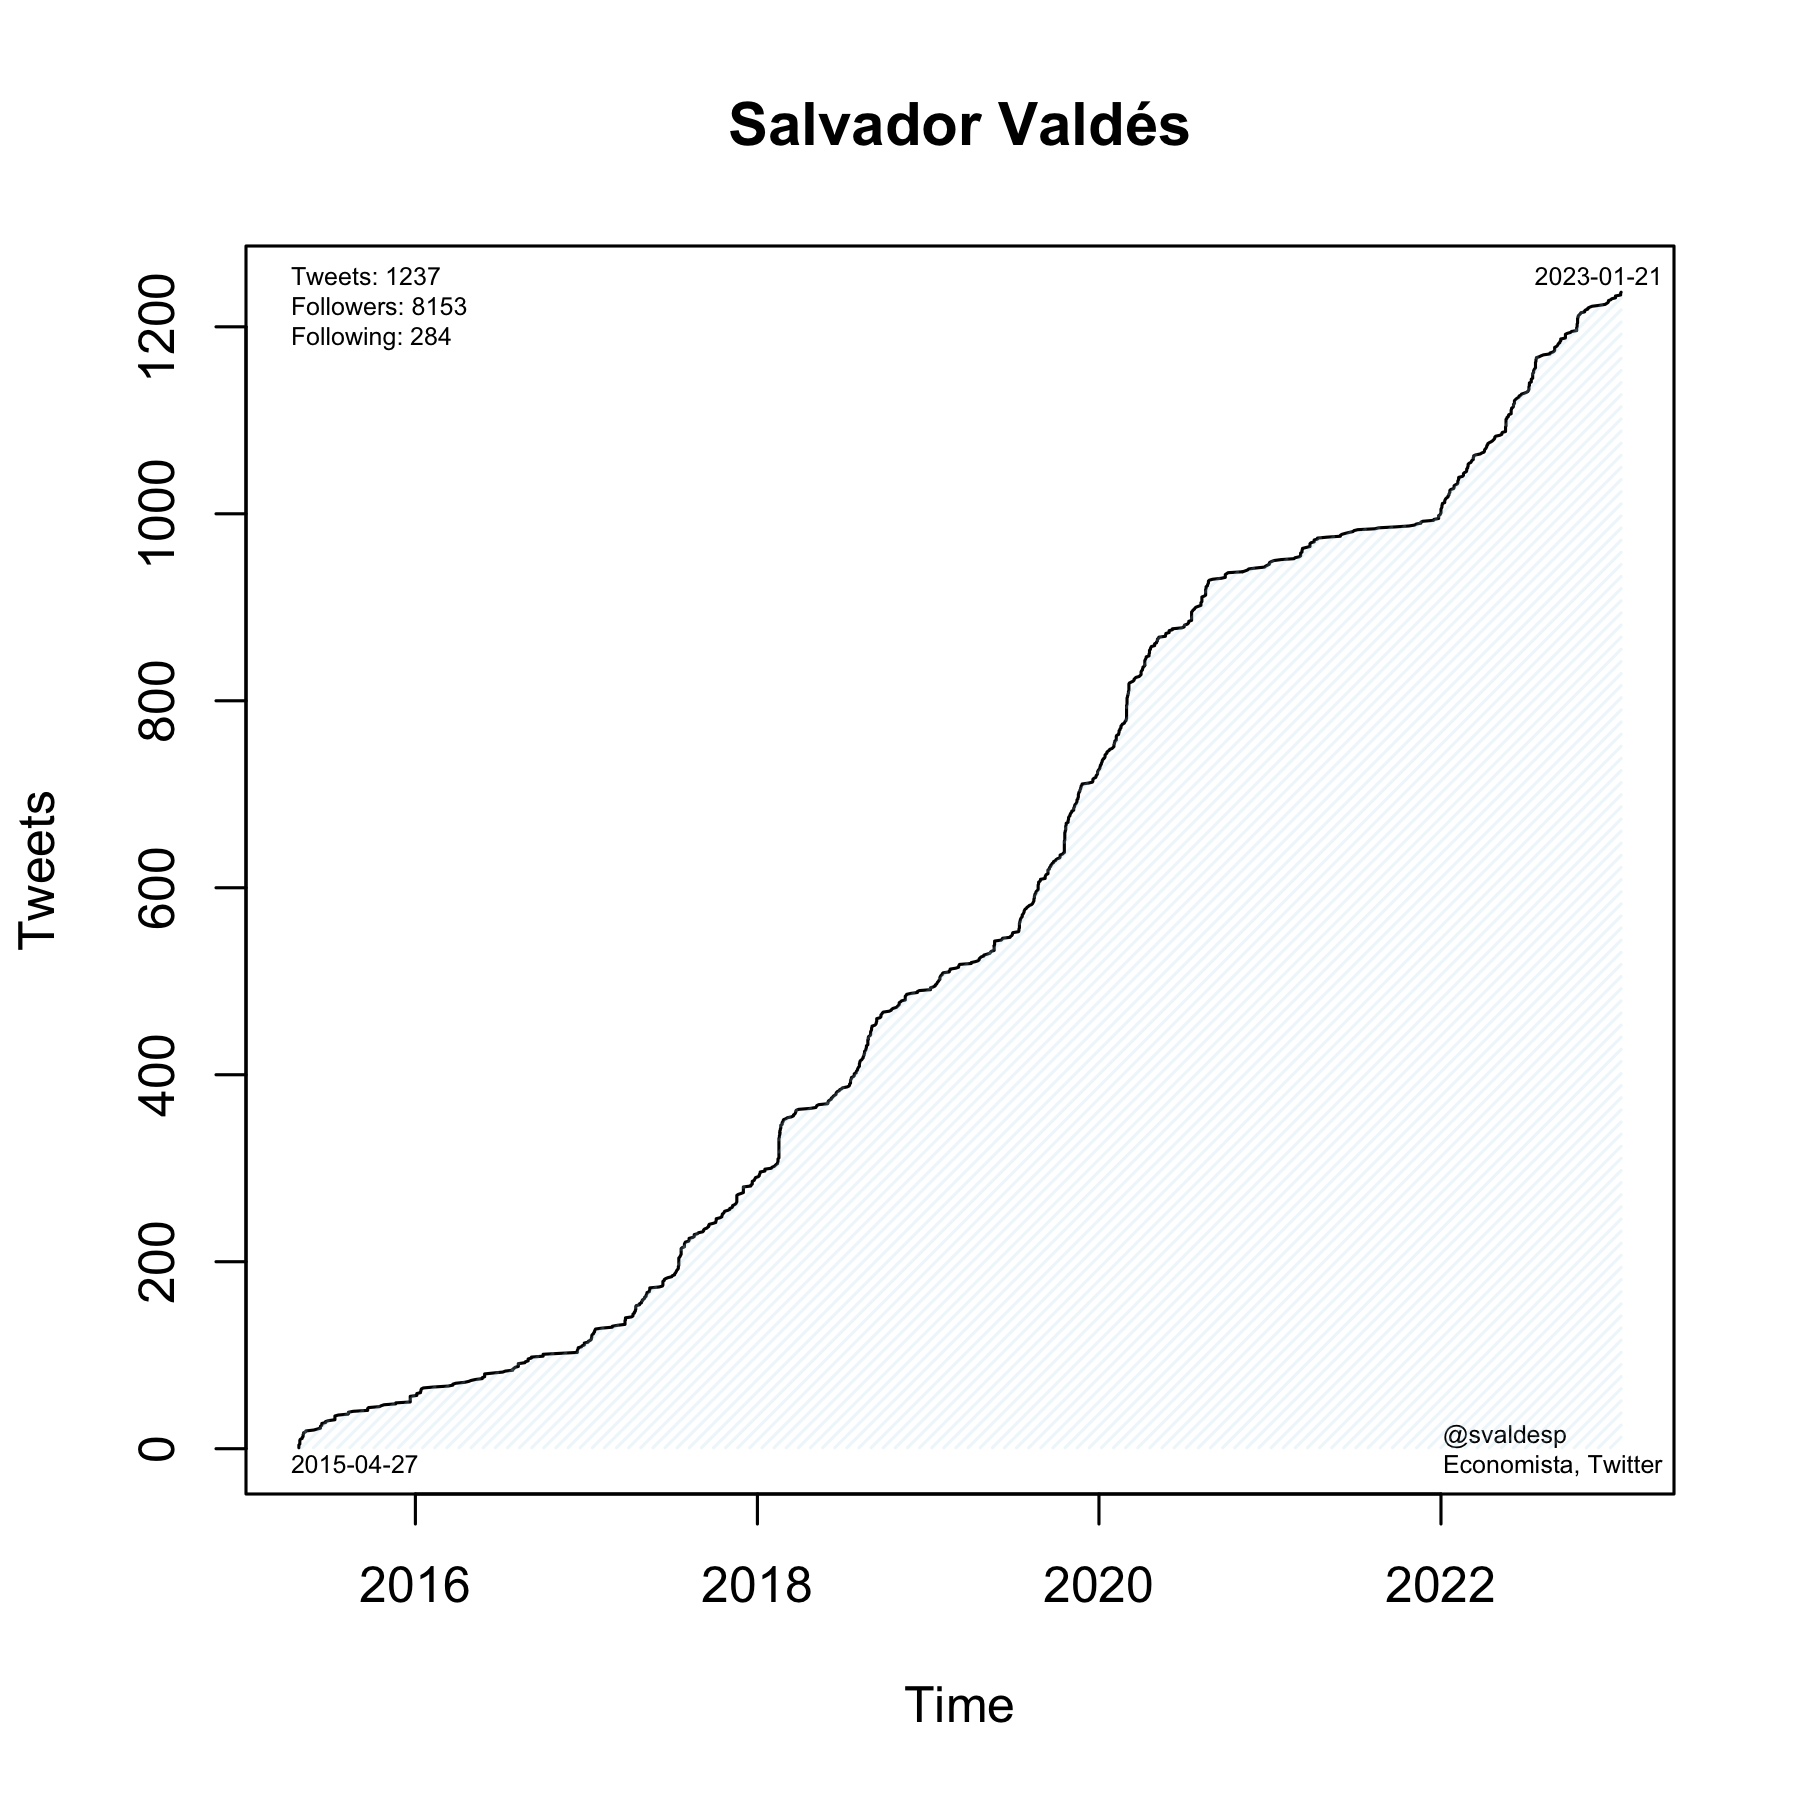 Salvador Valdés
Tweets: 1237
Followers: 8153
Following: 284
2023-01-21
1200
1000
800
600
400
200
0
Tweets
@svaldesp
Economista, Twitter
2015-04-27
2016
2018
2020
2022
Time